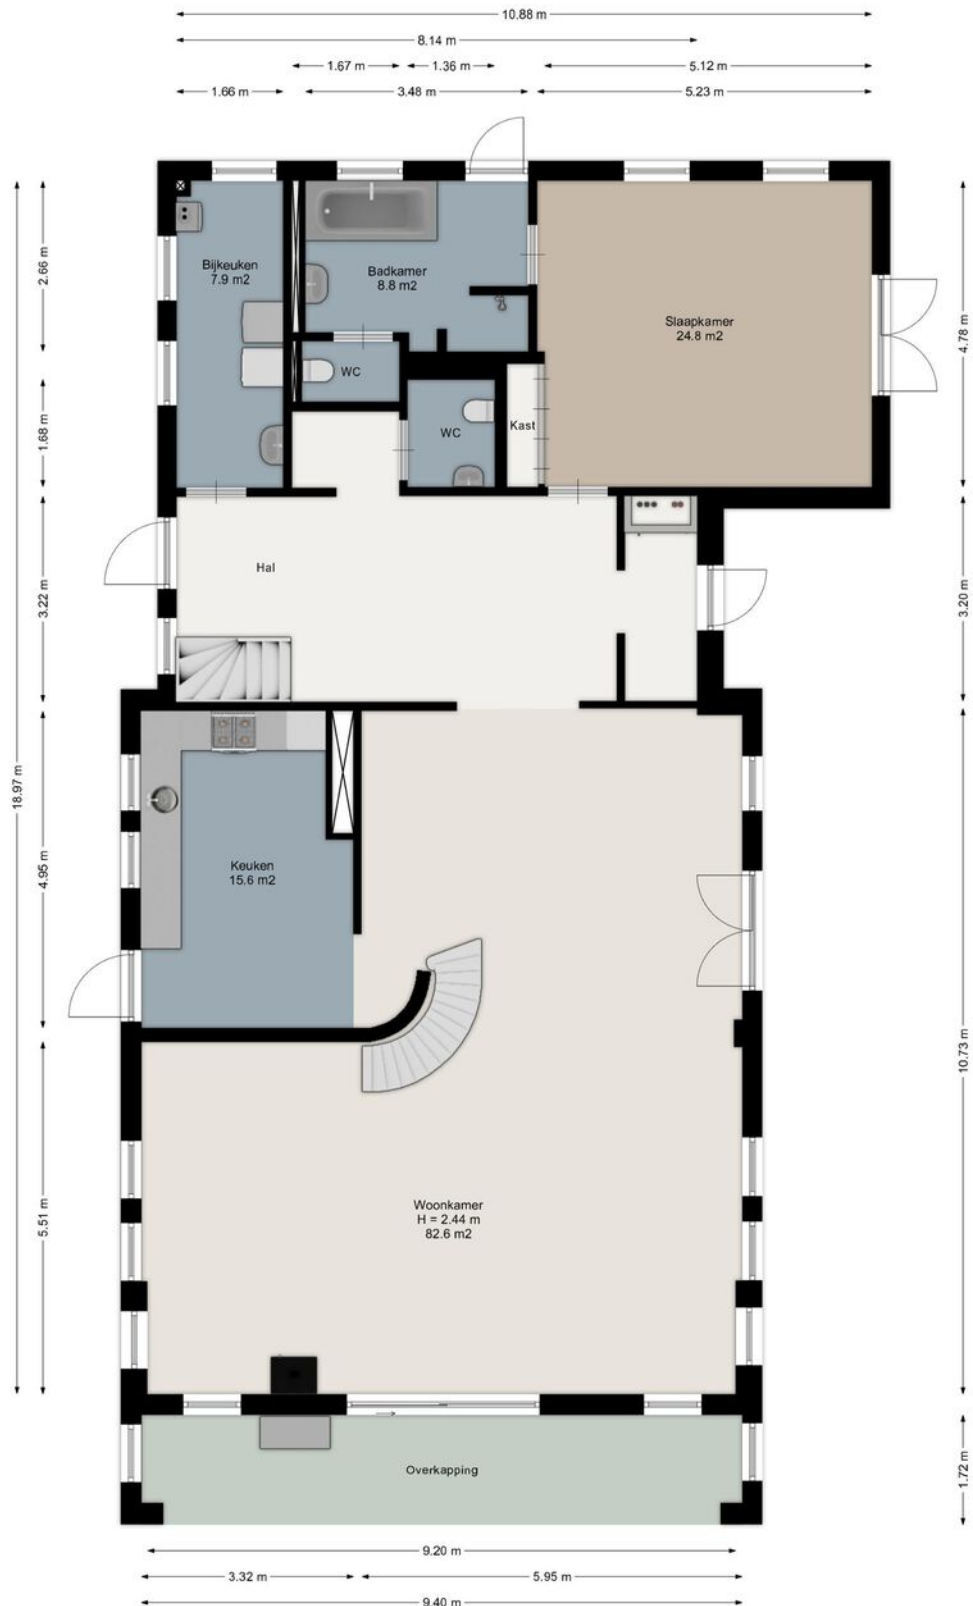 10.88 m
8.14 m
1.67 m
1.36 m
5.12 m
1.66 m
3.48 m
5.23 m
2.66 m
Bijkeuken
7.9 m2
Badkamer
8.8 m2
Slaapkamer
24.8 m2
4.78 m
WC
1.68 m
WC
Kast
Hal
3.22 m
3.20 m
18.97 m
4.95 m
Keuken
15.6 m2
10.73 m
5.51 m
Woonkamer
H = 2.44 m
82.6 m2
Overkapping
1.72 m
9.20 m
3.32 m
5.95 m
9.40 m